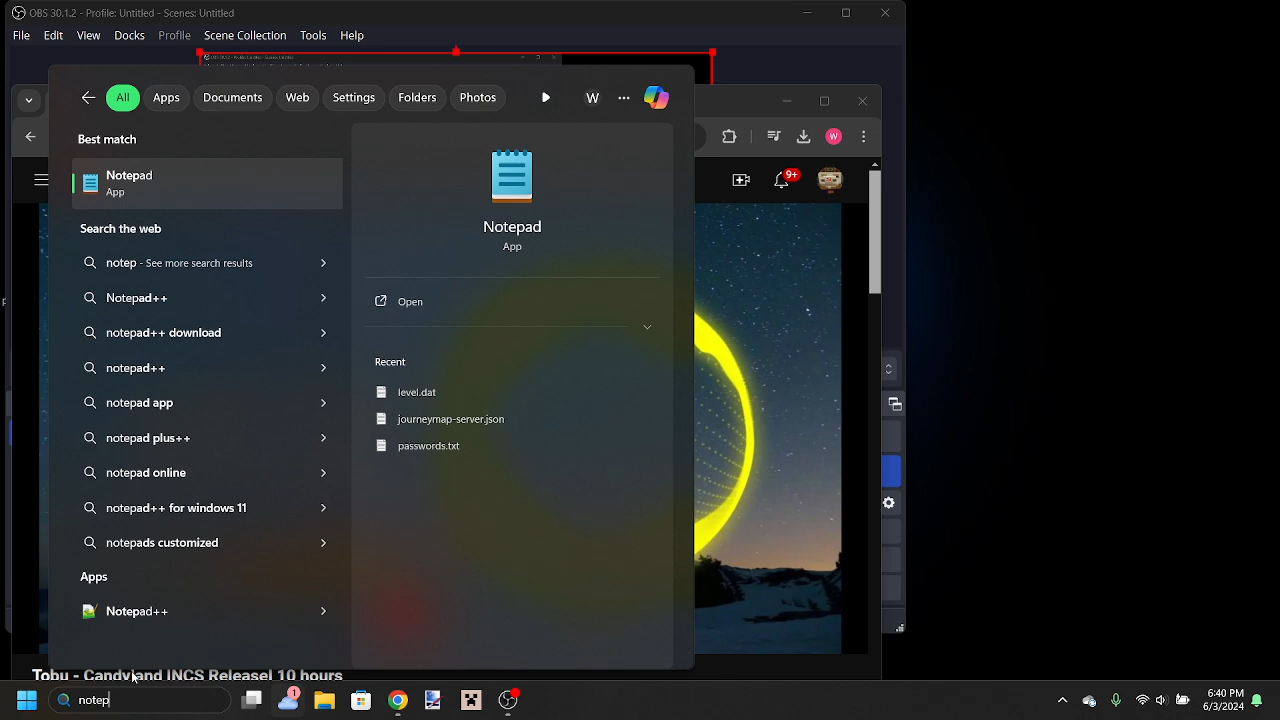 OBS 30.1.2 - Profile: Untitled - Scenes: Untitled
File Edit View Docks Profile Scene Collection Tools Help
All Apps Documents Web Settings Folders Photos W
W
Best match
Notepad
App
Search the web
notep - See more search results
Notepad++
notepad++ download
notepad++
notepad app
notepad plus++
notepad online
notepad++ for windows 11
notepads customized
Apps
Notepad++
Notepad
App
Open
Recent
level.dat
journeymap-server.json
passwords.txt
9+
Tobu - Candyland [NCS Release] 10 hours
notep
1
6:40 PM
6/3/2024